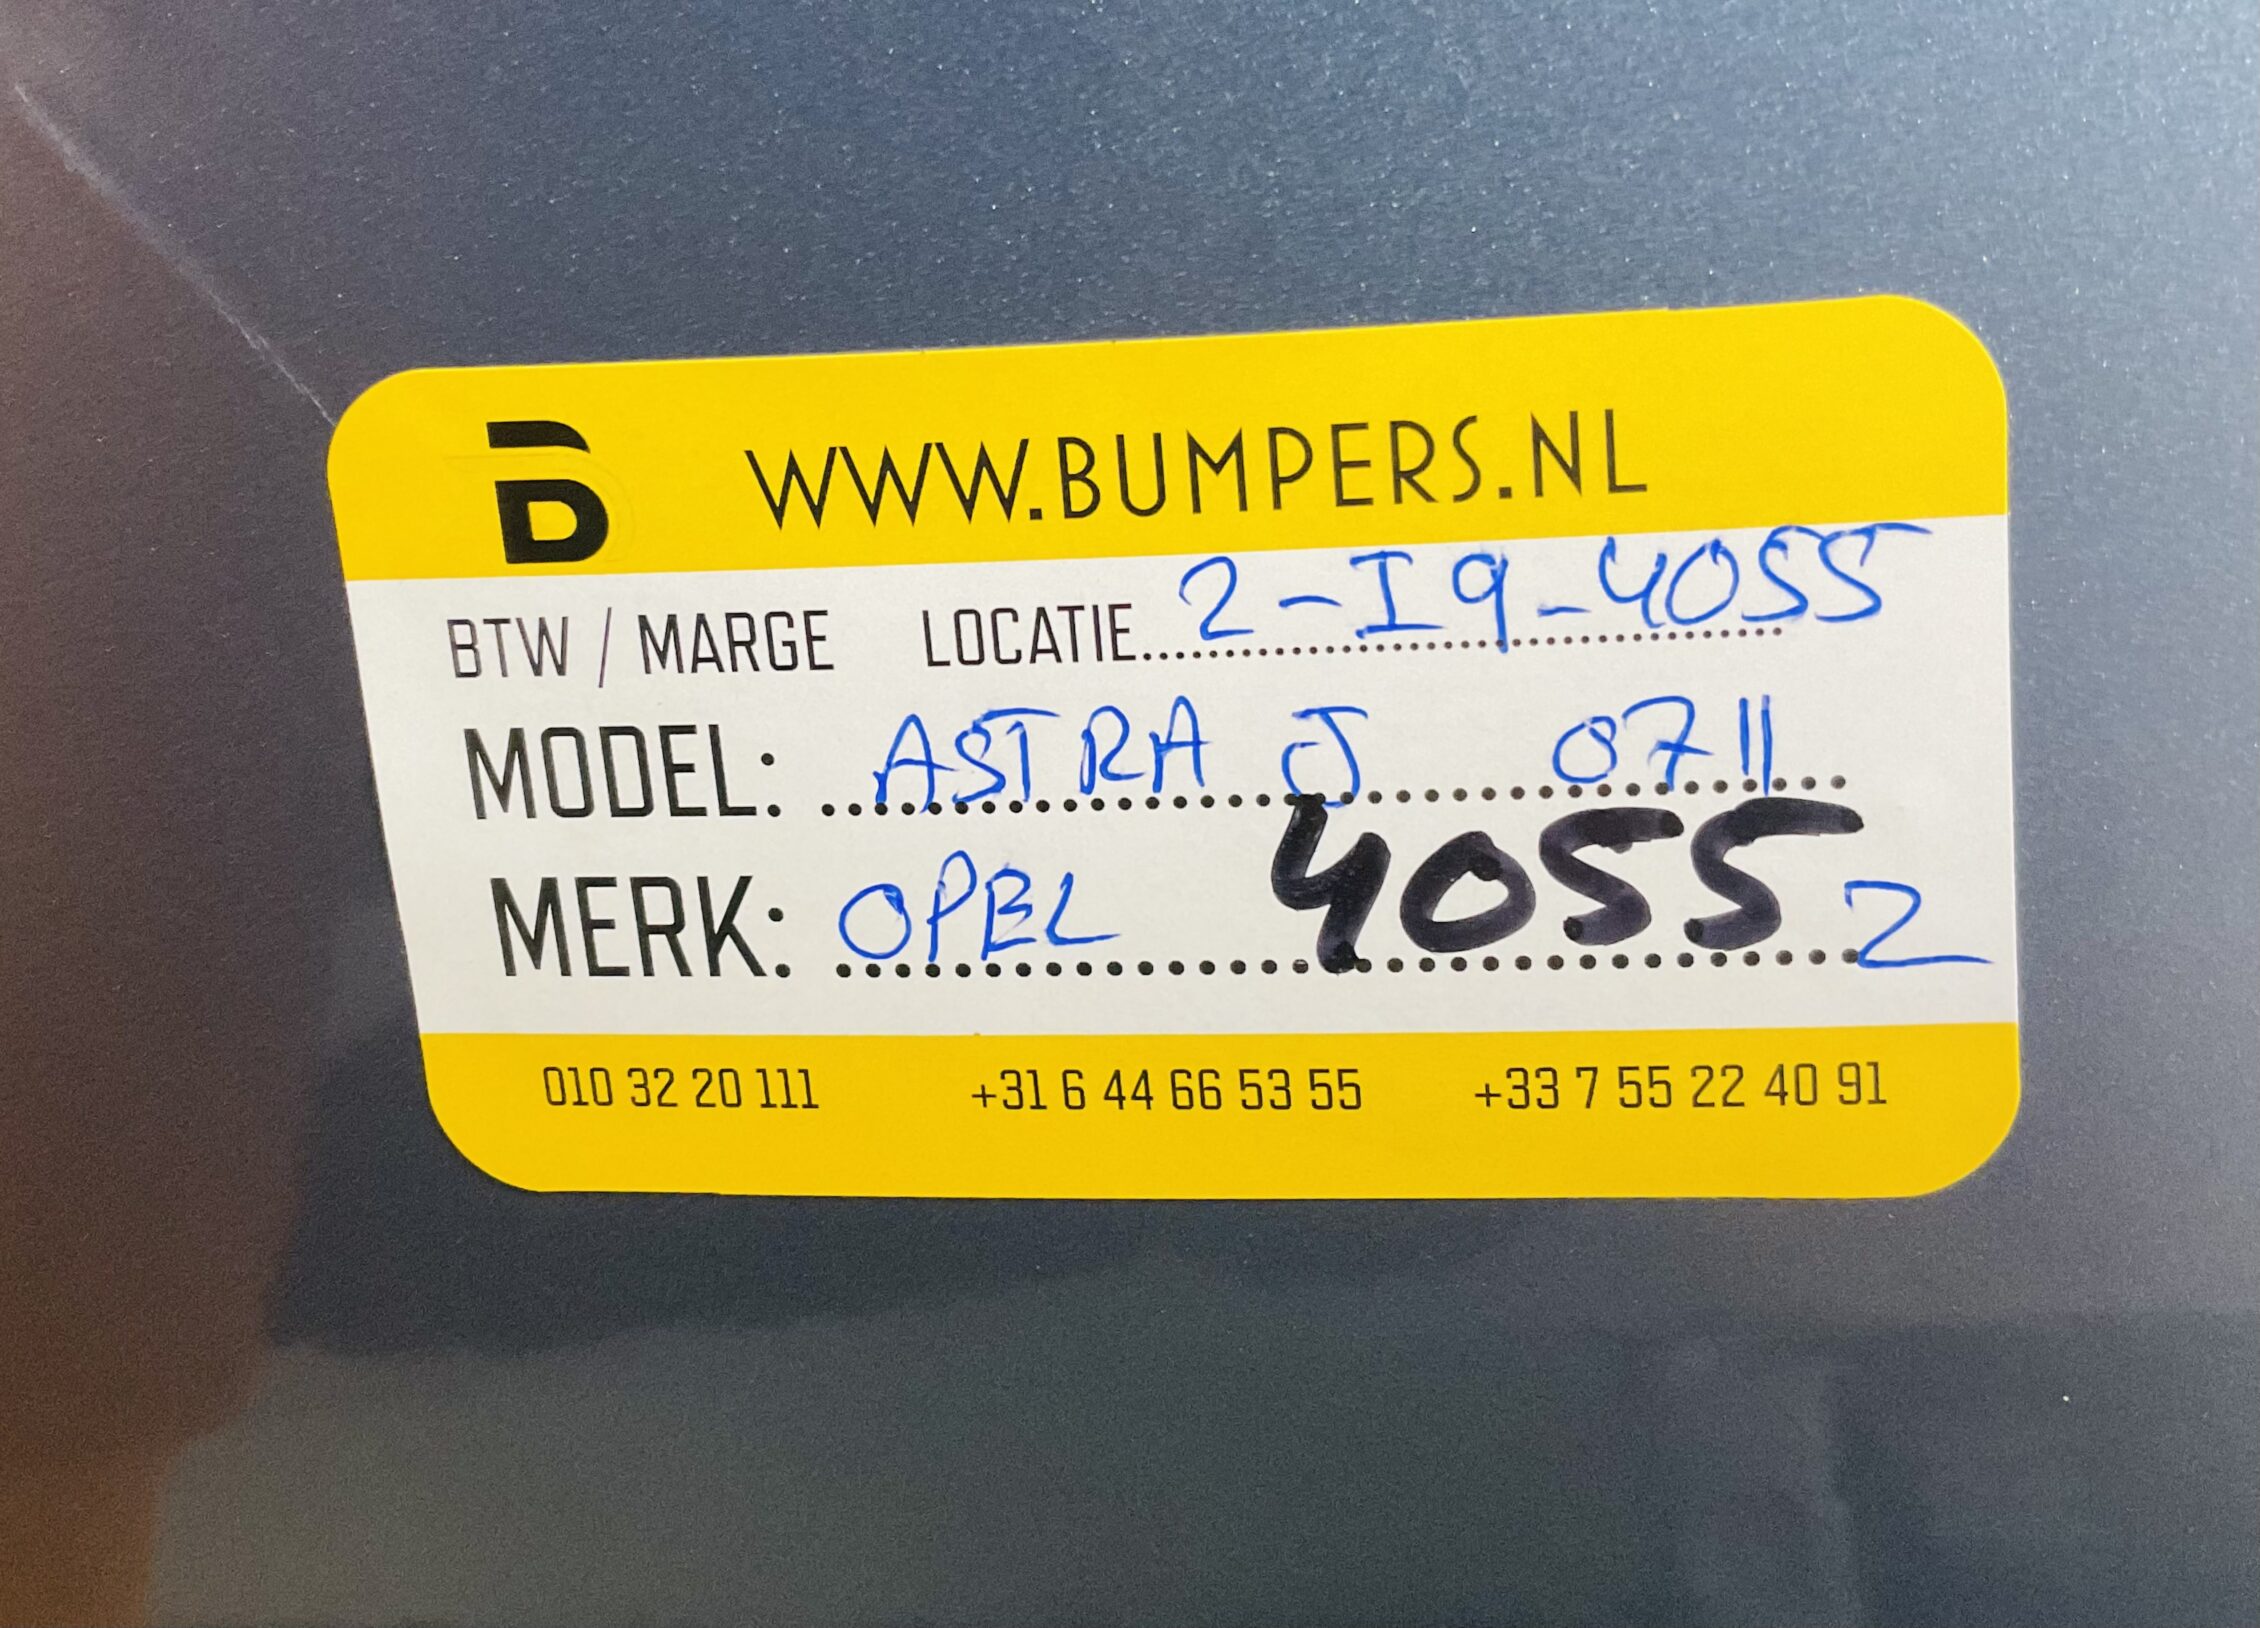 B WWW.BUMPERS.NL
BTW / MARGE LOCATIE 2-I9-4055
MODEL: ASTRA J 0711
MERK: OPEL 4055 2
010 32 20 111 +31 6 44 66 53 55 +33 7 55 22 40 91